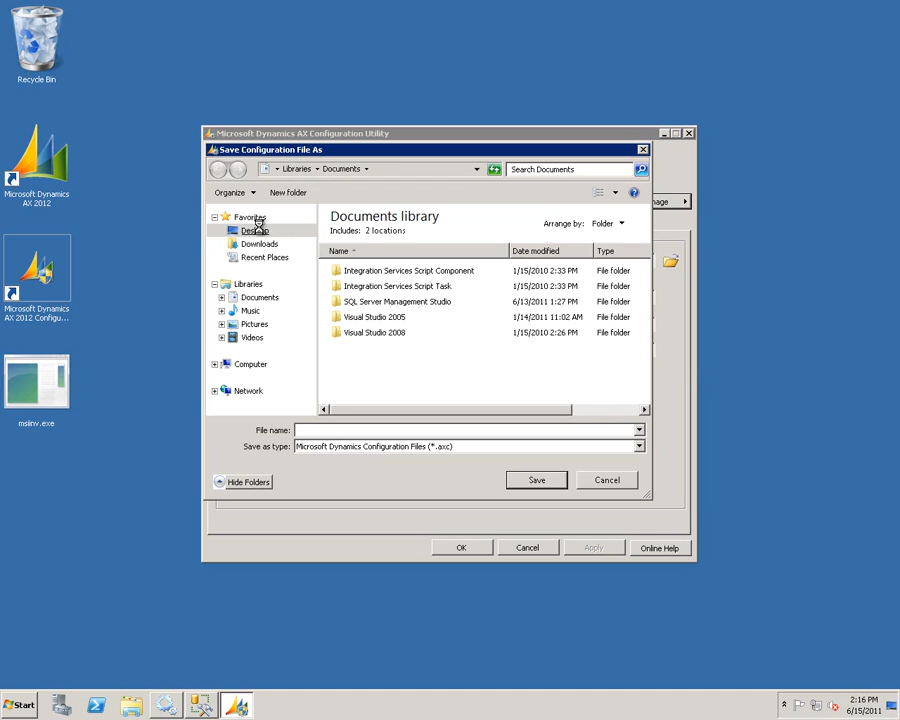 Recycle Bin
Microsoft Dynamics
AX 2012
Microsoft Dynamics
AX 2012 Configu...
msiinv.exe
Microsoft Dynamics AX Configuration Utility
Save Configuration File As
Libraries Documents
Search Documents
Organize New folder
Favorites
Downloads
Recent Places
Libraries
Documents
Music
Pictures
Videos
Computer
Network
Documents library
Includes: 2 locations
Arrange by: Folder
Name Date modified Type
Integration Services Script Component 1/15/2010 2:33 PM File folder
Integration Services Script Task 1/15/2010 2:33 PM File folder
SQL Server Management Studio 6/13/2011 1:27 PM File folder
Visual Studio 2005 1/14/2011 11:02 AM File folder
Visual Studio 2008 1/15/2010 2:26 PM File folder
File name:
Save as type: Microsoft Dynamics Configuration Files (*.axc)
Hide Folders Save Cancel
OK Cancel Apply Online Help
Start
2:16 PM
6/15/2011